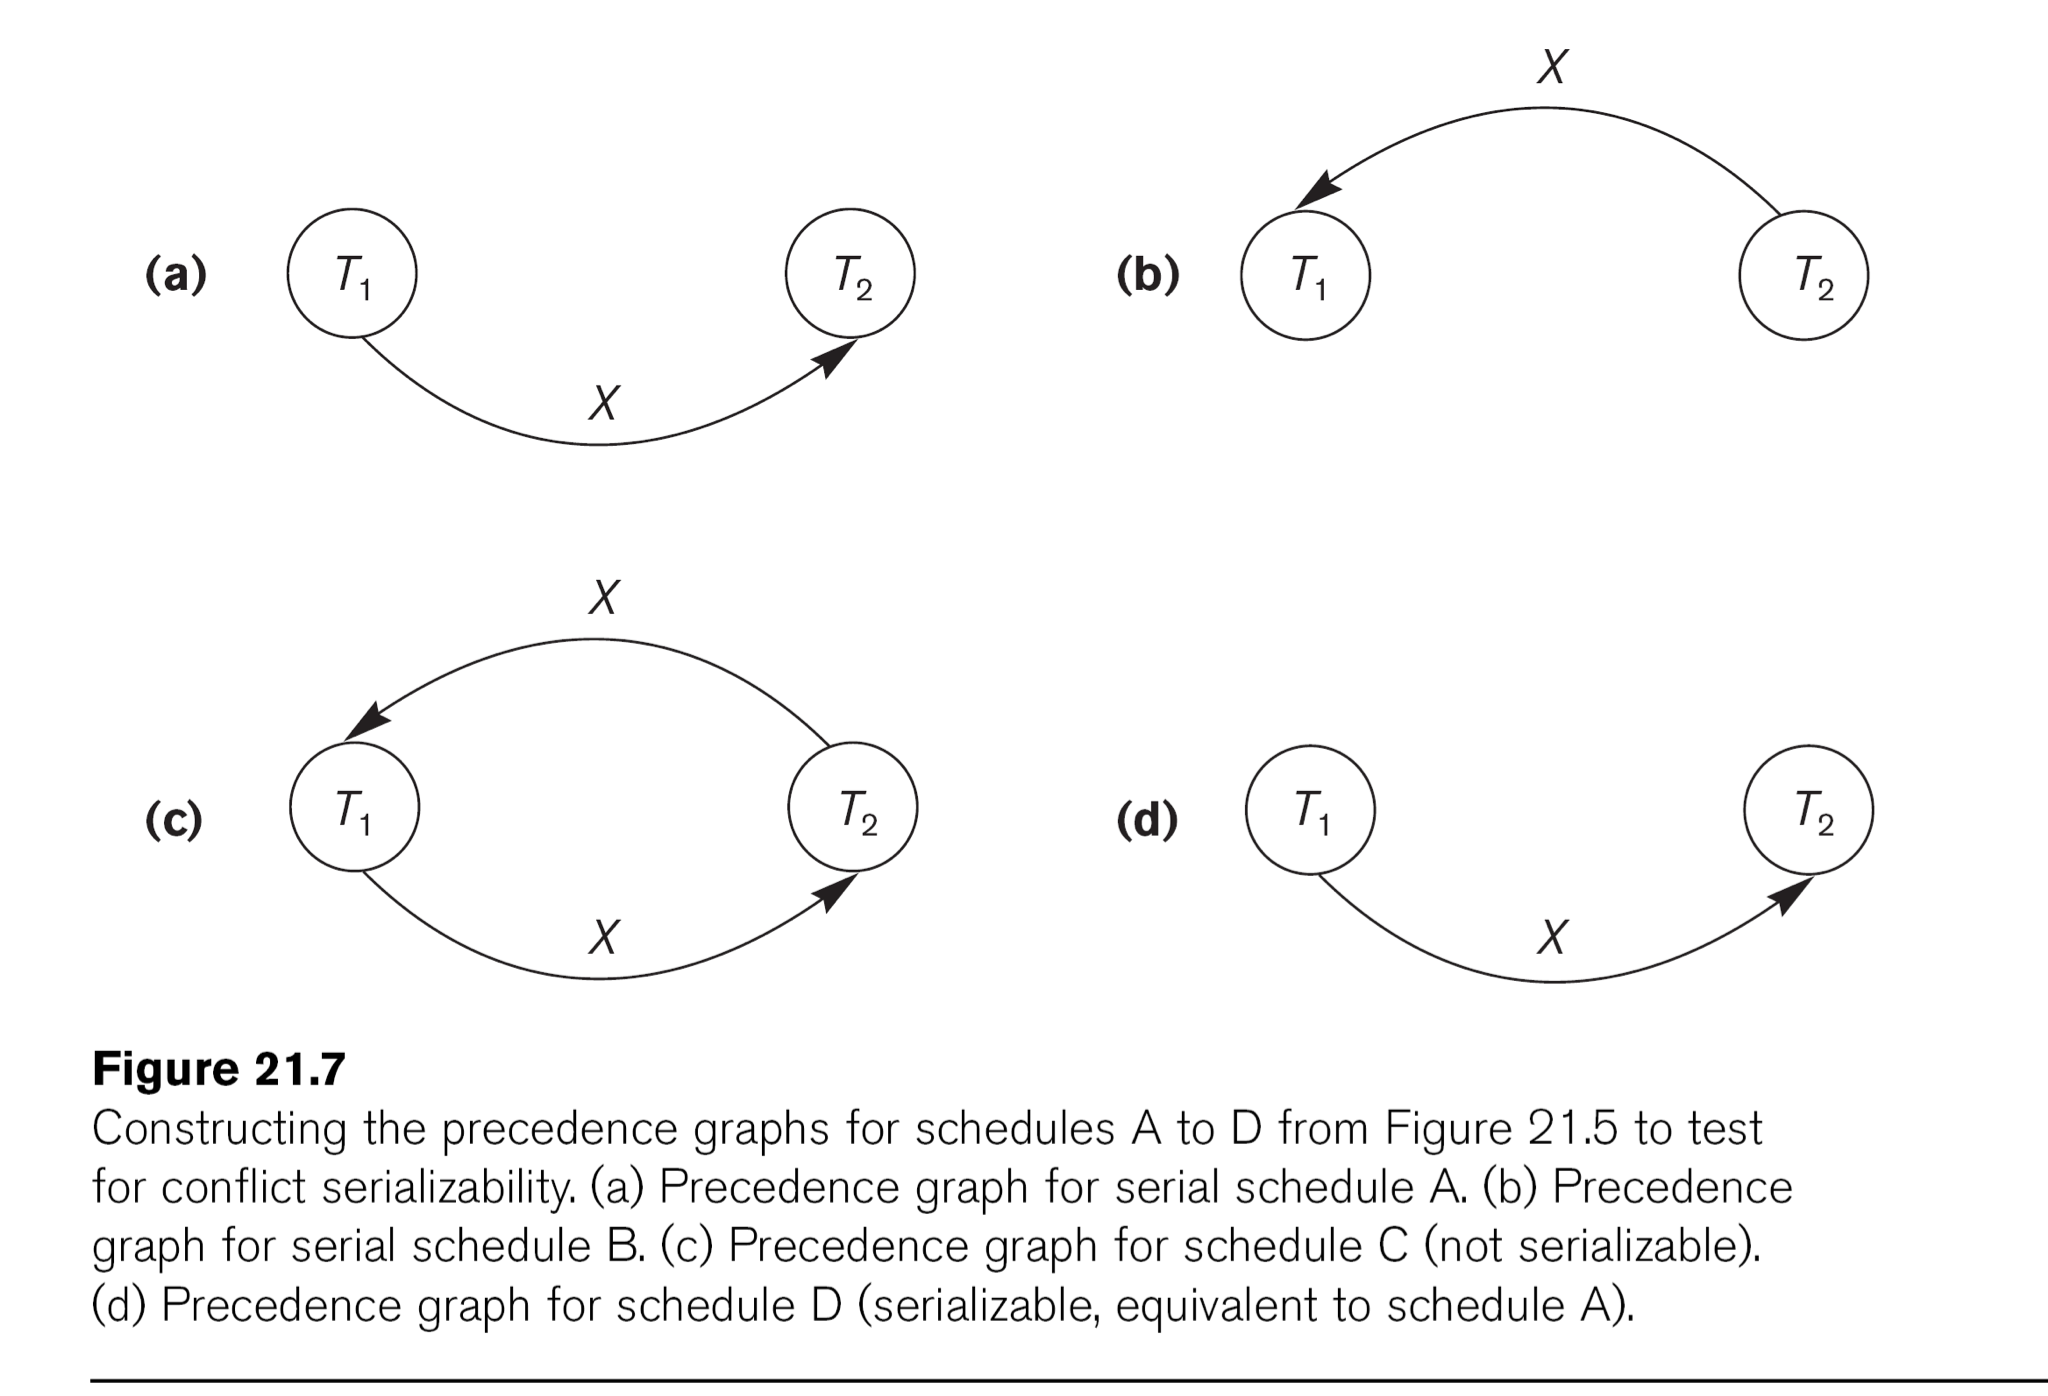 X
(a) T₁ T₂ (b) T₁ T₂
X
X
(c) T₁ T₂ (d) T₁ T₂
X X
Figure 21.7
Constructing the precedence graphs for schedules A to D from Figure 21.5 to test
for conflict serializability. (a) Precedence graph for serial schedule A. (b) Precedence
graph for serial schedule B. (c) Precedence graph for schedule C (not serializable).
(d) Precedence graph for schedule D (serializable, equivalent to schedule A).